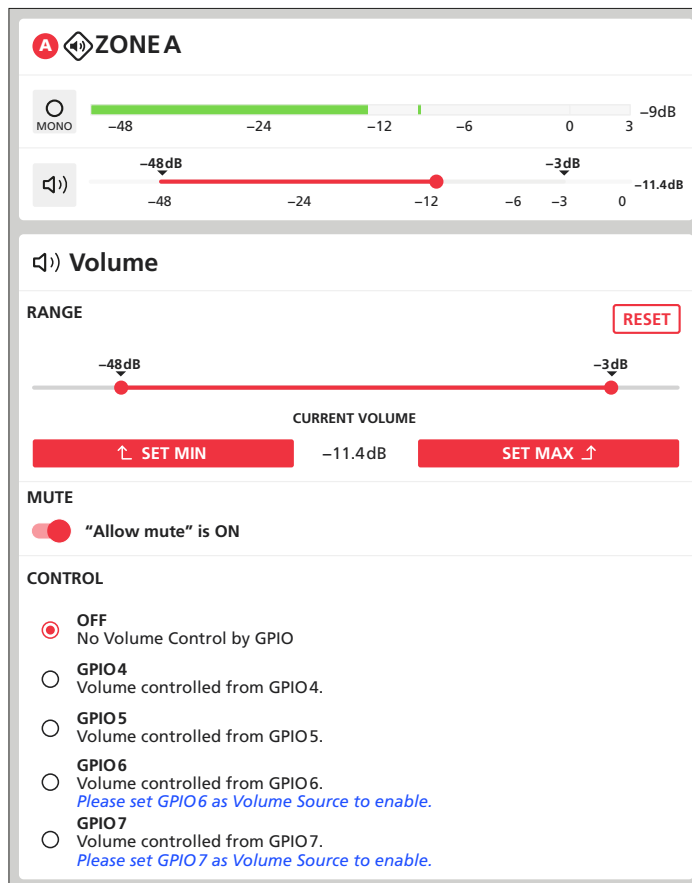 A ZONE A
MONO
−48 −24 −12 −6 0 3 −9dB
−48dB −3dB
−48 −24 −12 −6 −3 0 −11.4dB
Volume
RANGE
RESET
−48dB −3dB
CURRENT VOLUME
SET MIN −11.4dB SET MAX
MUTE
“Allow mute” is ON
CONTROL
OFF
No Volume Control by GPIO
GPIO4
Volume controlled from GPIO4.
GPIO5
Volume controlled from GPIO5.
GPIO6
Volume controlled from GPIO6.
Please set GPIO6 as Volume Source to enable.
GPIO7
Volume controlled from GPIO7.
Please set GPIO7 as Volume Source to enable.